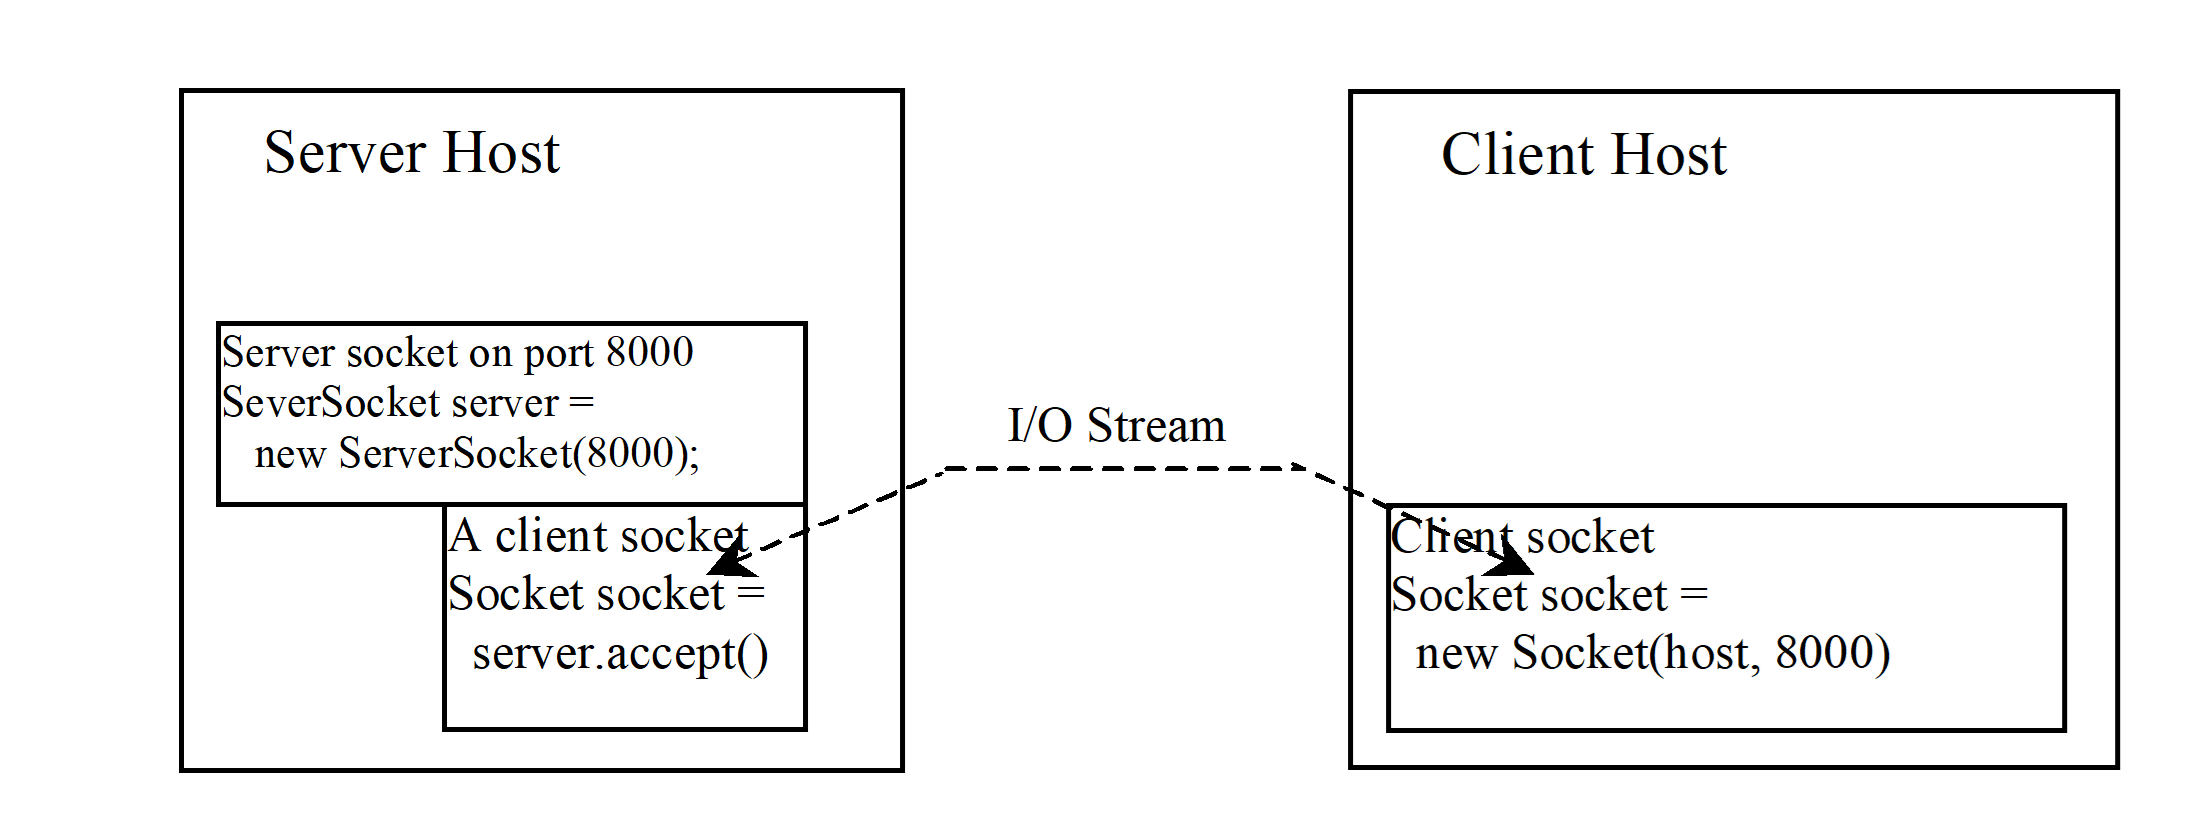 Server Host
Server socket on port 8000
SeverSocket server =
new ServerSocket(8000);
A client socket
Socket socket =
server.accept()
I/O Stream
Client Host
Client socket
Socket socket =
new Socket(host, 8000)